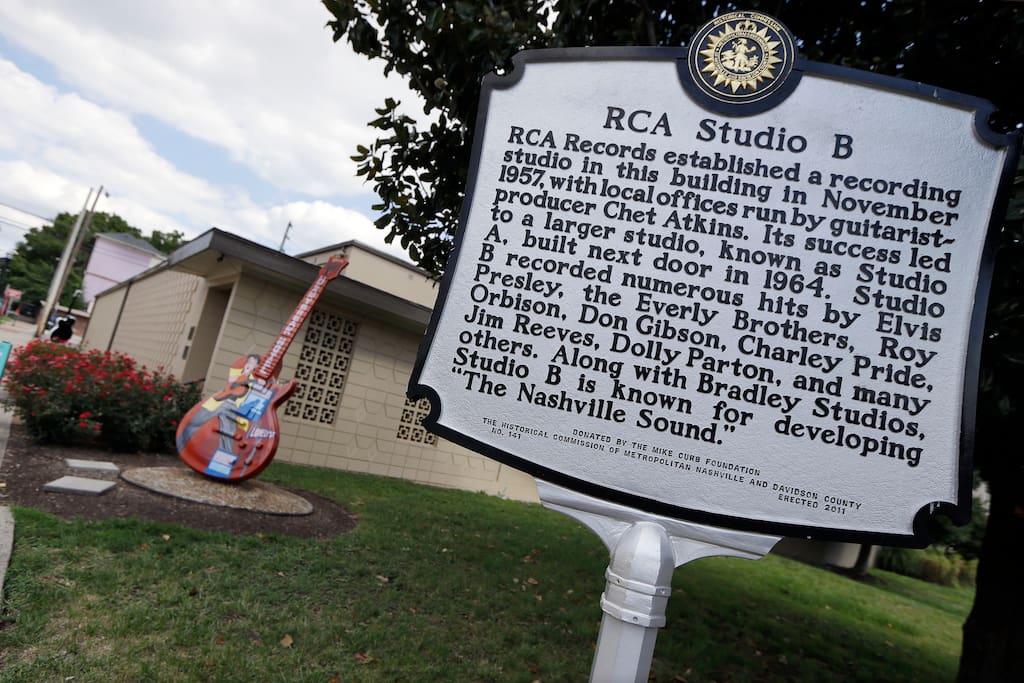 HISTORICAL COMMISSION
RCA Studio B
RCA Records established a recording
studio in this building in November
1957, with local offices run by guitarist-
producer Chet Atkins. Its success led
to a larger studio, known as Studio
A, built next door in 1964. Studio
B recorded numerous hits by Elvis
Presley, the Everly Brothers, Roy
Orbison, Don Gibson, Charley Pride,
Jim Reeves, Dolly Parton, and many
others. Along with Bradley Studios,
Studio B is known for developing
"The Nashville Sound."
DONATED BY THE MIKE CURB FOUNDATION
THE HISTORICAL COMMISSION OF METROPOLITAN NASHVILLE AND DAVIDSON COUNTY
NO. 141
ERECTED 2011